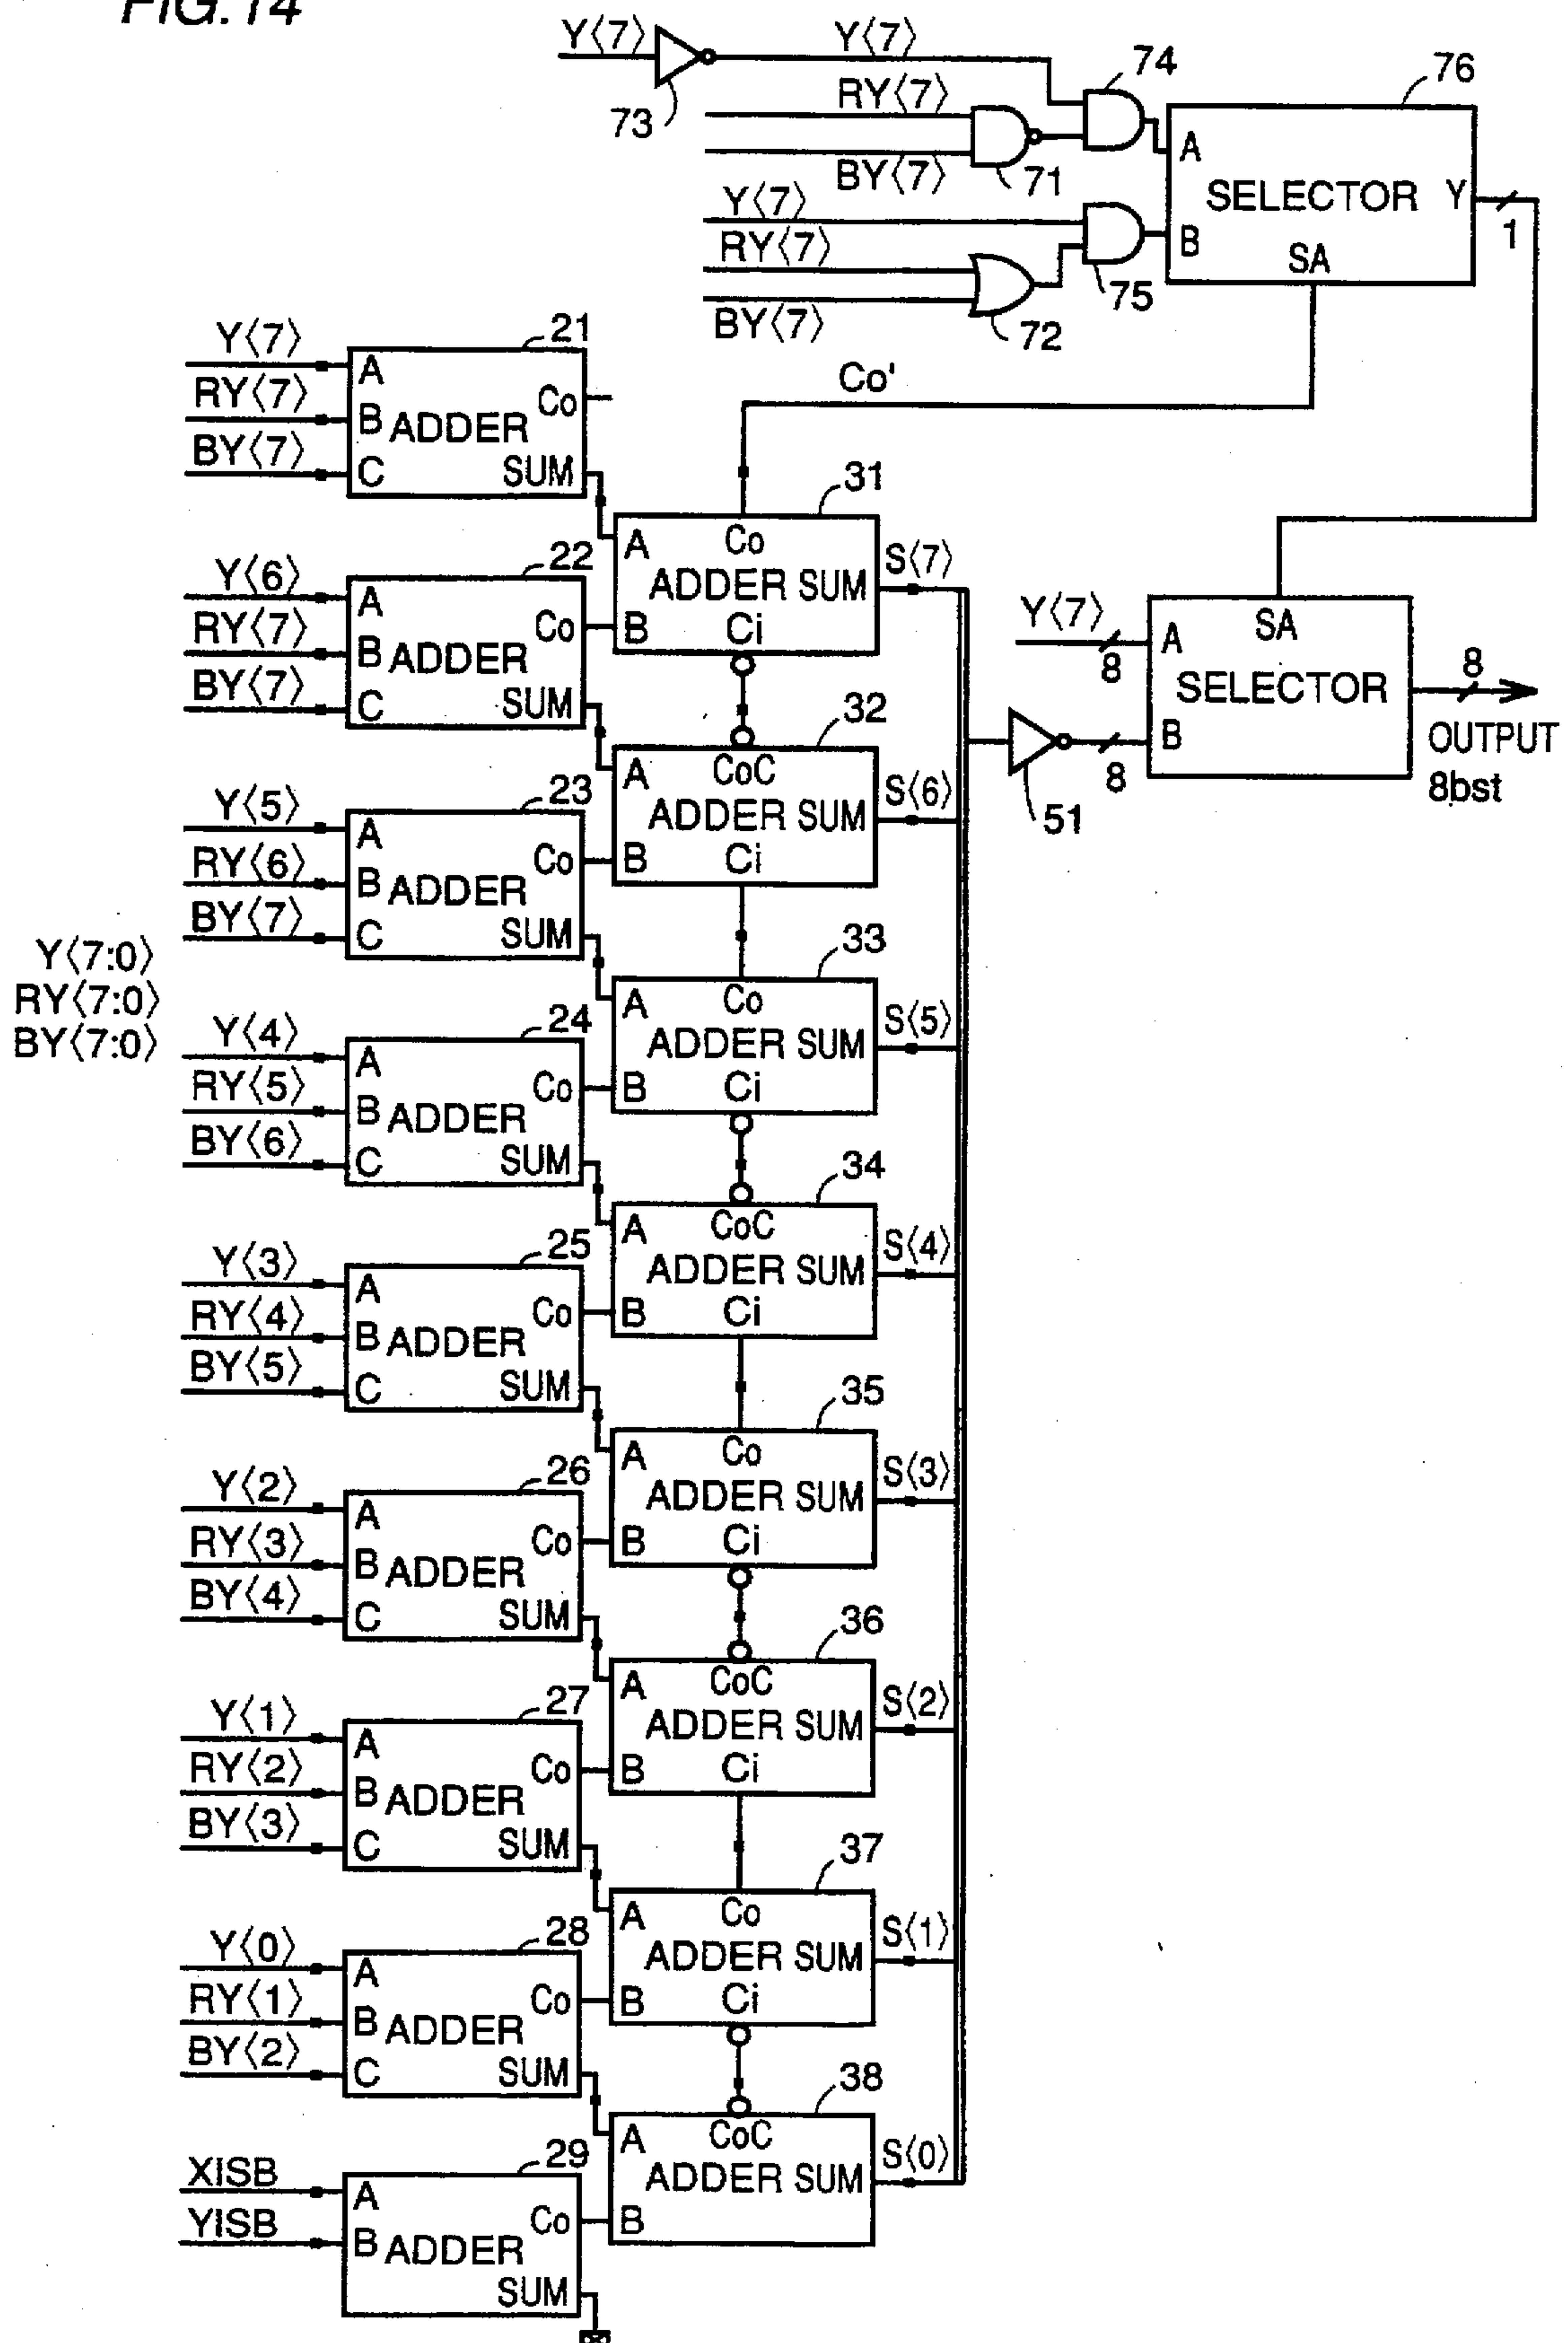 FIG.14
Y⟨7⟩
73
Y⟨7⟩
RY⟨7⟩
BY⟨7⟩
71
74
Y⟨7⟩
RY⟨7⟩
BY⟨7⟩
72
75
76
A
B
SELECTOR
Y
SA
1
Co'
Y⟨7⟩
RY⟨7⟩
BY⟨7⟩
21
A
B ADDER
C
Co
SUM
31
A
B
Co
ADDER SUM
Ci
S⟨7⟩
Y⟨6⟩
RY⟨7⟩
BY⟨7⟩
22
A
B ADDER
C
Co
SUM
32
A
B
CoC
ADDER SUM
Ci
S⟨6⟩
Y⟨7⟩
8
A
B
SA
SELECTOR
8
OUTPUT
8bst
51
8
Y⟨5⟩
RY⟨6⟩
BY⟨7⟩
23
A
B ADDER
C
Co
SUM
33
A
B
Co
ADDER SUM
Ci
S⟨5⟩
Y⟨7:0⟩
RY⟨7:0⟩
BY⟨7:0⟩
Y⟨4⟩
RY⟨5⟩
BY⟨6⟩
24
A
B ADDER
C
Co
SUM
34
A
B
CoC
ADDER SUM
Ci
S⟨4⟩
Y⟨3⟩
RY⟨4⟩
BY⟨5⟩
25
A
B ADDER
C
Co
SUM
35
A
B
Co
ADDER SUM
Ci
S⟨3⟩
Y⟨2⟩
RY⟨3⟩
BY⟨4⟩
26
A
B ADDER
C
Co
SUM
36
A
B
CoC
ADDER SUM
Ci
S⟨2⟩
Y⟨1⟩
RY⟨2⟩
BY⟨3⟩
27
A
B ADDER
C
Co
SUM
37
A
B
Co
ADDER SUM
Ci
S⟨1⟩
Y⟨0⟩
RY⟨1⟩
BY⟨2⟩
28
A
B ADDER
C
Co
SUM
38
A
B
CoC
ADDER SUM
S⟨0⟩
XISB
YISB
29
A
B ADDER
Co
SUM